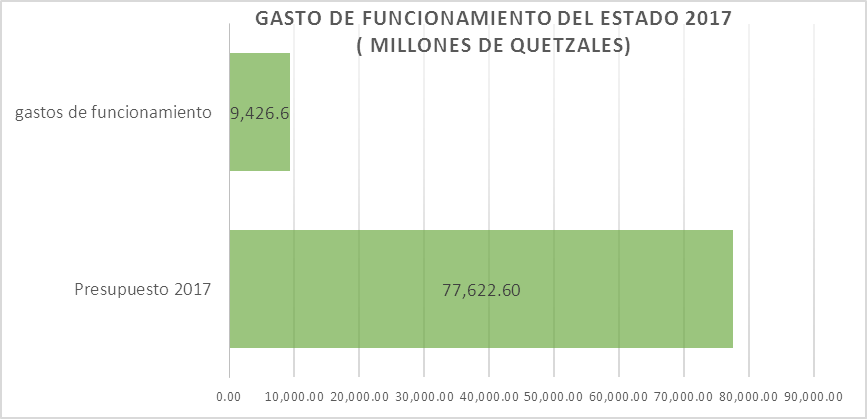 GASTO DE FUNCIONAMIENTO DEL ESTADO 2017
( MILLONES DE QUETZALES)
gastos de funcionamiento
9,426.6
Presupuesto 2017
77,622.60
0.00 10,000.00 20,000.00 30,000.00 40,000.00 50,000.00 60,000.00 70,000.00 80,000.00 90,000.00